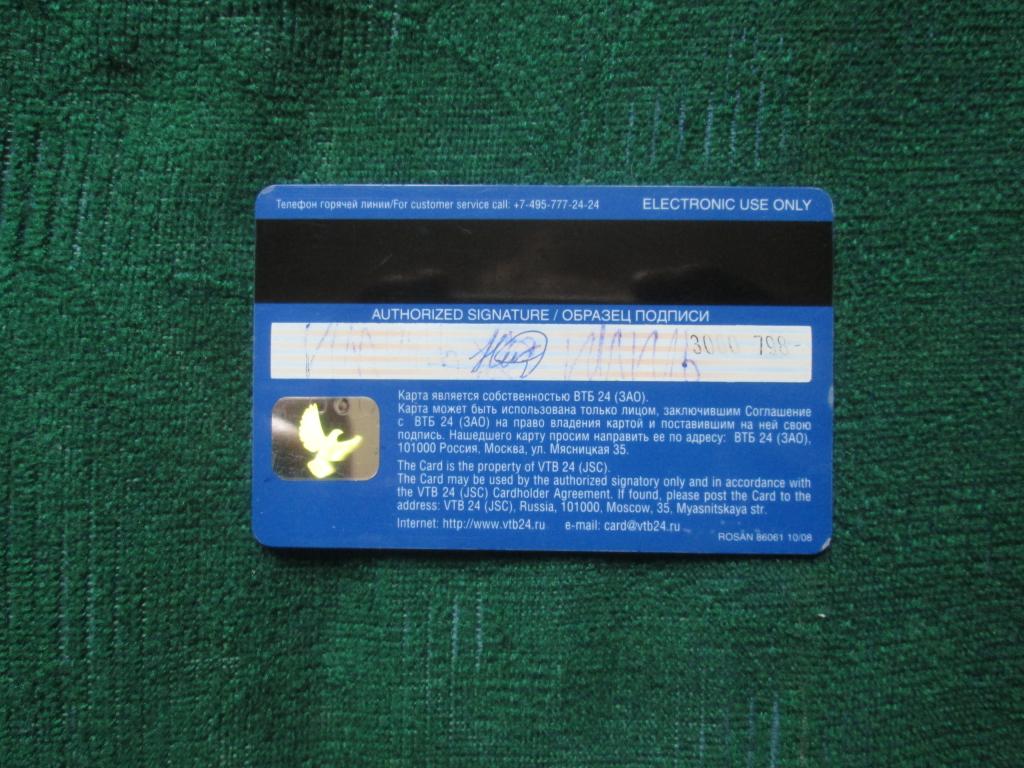 Телефон горячей линии/For customer service call: +7-495-777-24-24 ELECTRONIC USE ONLY
AUTHORIZED SIGNATURE / ОБРАЗЕЦ ПОДПИСИ
Карта является собственностью ВТБ 24 (ЗАО).
Карта может быть использована только лицом, заключившим Соглашение
с ВТБ 24 (ЗАО) на право владения картой и поставившим на ней свою
подпись. Нашедшего карту просим направить ее по адресу: ВТБ 24 (ЗАО),
101000 Россия, Москва, ул. Мясницкая 35.
The Card is the property of VTB 24 (JSC).
The Card may be used by the authorized signatory only and in accordance with
the VTB 24 (JSC) Cardholder Agreement. If found, please post the Card to the
address: VTB 24 (JSC), Russia, 101000, Moscow, 35, Myasnitskaya str.
Internet: http://www.vtb24.ru e-mail: card@vtb24.ru
ROSAN 86061 10/08